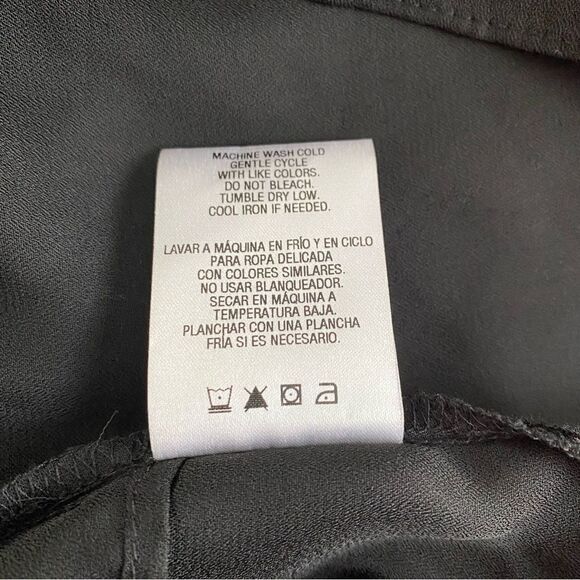 MACHINE WASH COLD
GENTLE CYCLE
WITH LIKE COLORS.
DO NOT BLEACH.
TUMBLE DRY LOW.
COOL IRON IF NEEDED.
LAVAR A MÁQUINA EN FRÍO Y EN CICLO
PARA ROPA DELICADA
CON COLORES SIMILARES.
NO USAR BLANQUEADOR.
SECAR EN MÁQUINA A
TEMPERATURA BAJA.
PLANCHAR CON UNA PLANCHA
FRÍA SI ES NECESARIO.